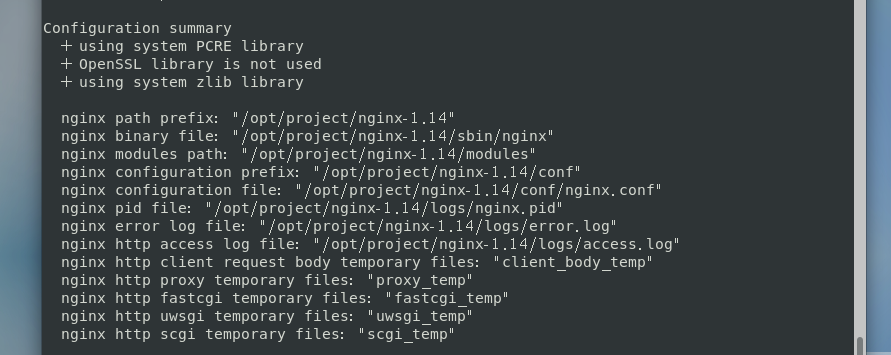 Configuration summary
+ using system PCRE library
+ OpenSSL library is not used
+ using system zlib library
nginx path prefix: "/opt/project/nginx-1.14"
nginx binary file: "/opt/project/nginx-1.14/sbin/nginx"
nginx modules path: "/opt/project/nginx-1.14/modules"
nginx configuration prefix: "/opt/project/nginx-1.14/conf"
nginx configuration file: "/opt/project/nginx-1.14/conf/nginx.conf"
nginx pid file: "/opt/project/nginx-1.14/logs/nginx.pid"
nginx error log file: "/opt/project/nginx-1.14/logs/error.log"
nginx http access log file: "/opt/project/nginx-1.14/logs/access.log"
nginx http client request body temporary files: "client_body_temp"
nginx http proxy temporary files: "proxy_temp"
nginx http fastcgi temporary files: "fastcgi_temp"
nginx http uwsgi temporary files: "uwsgi_temp"
nginx http scgi temporary files: "scgi_temp"